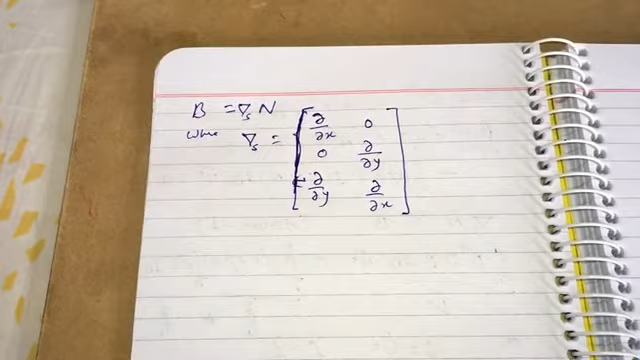 B = ∇ₛ N
where ∇ₛ = [ ∂/∂x 0
0 ∂/∂y
∂/∂y ∂/∂x ]